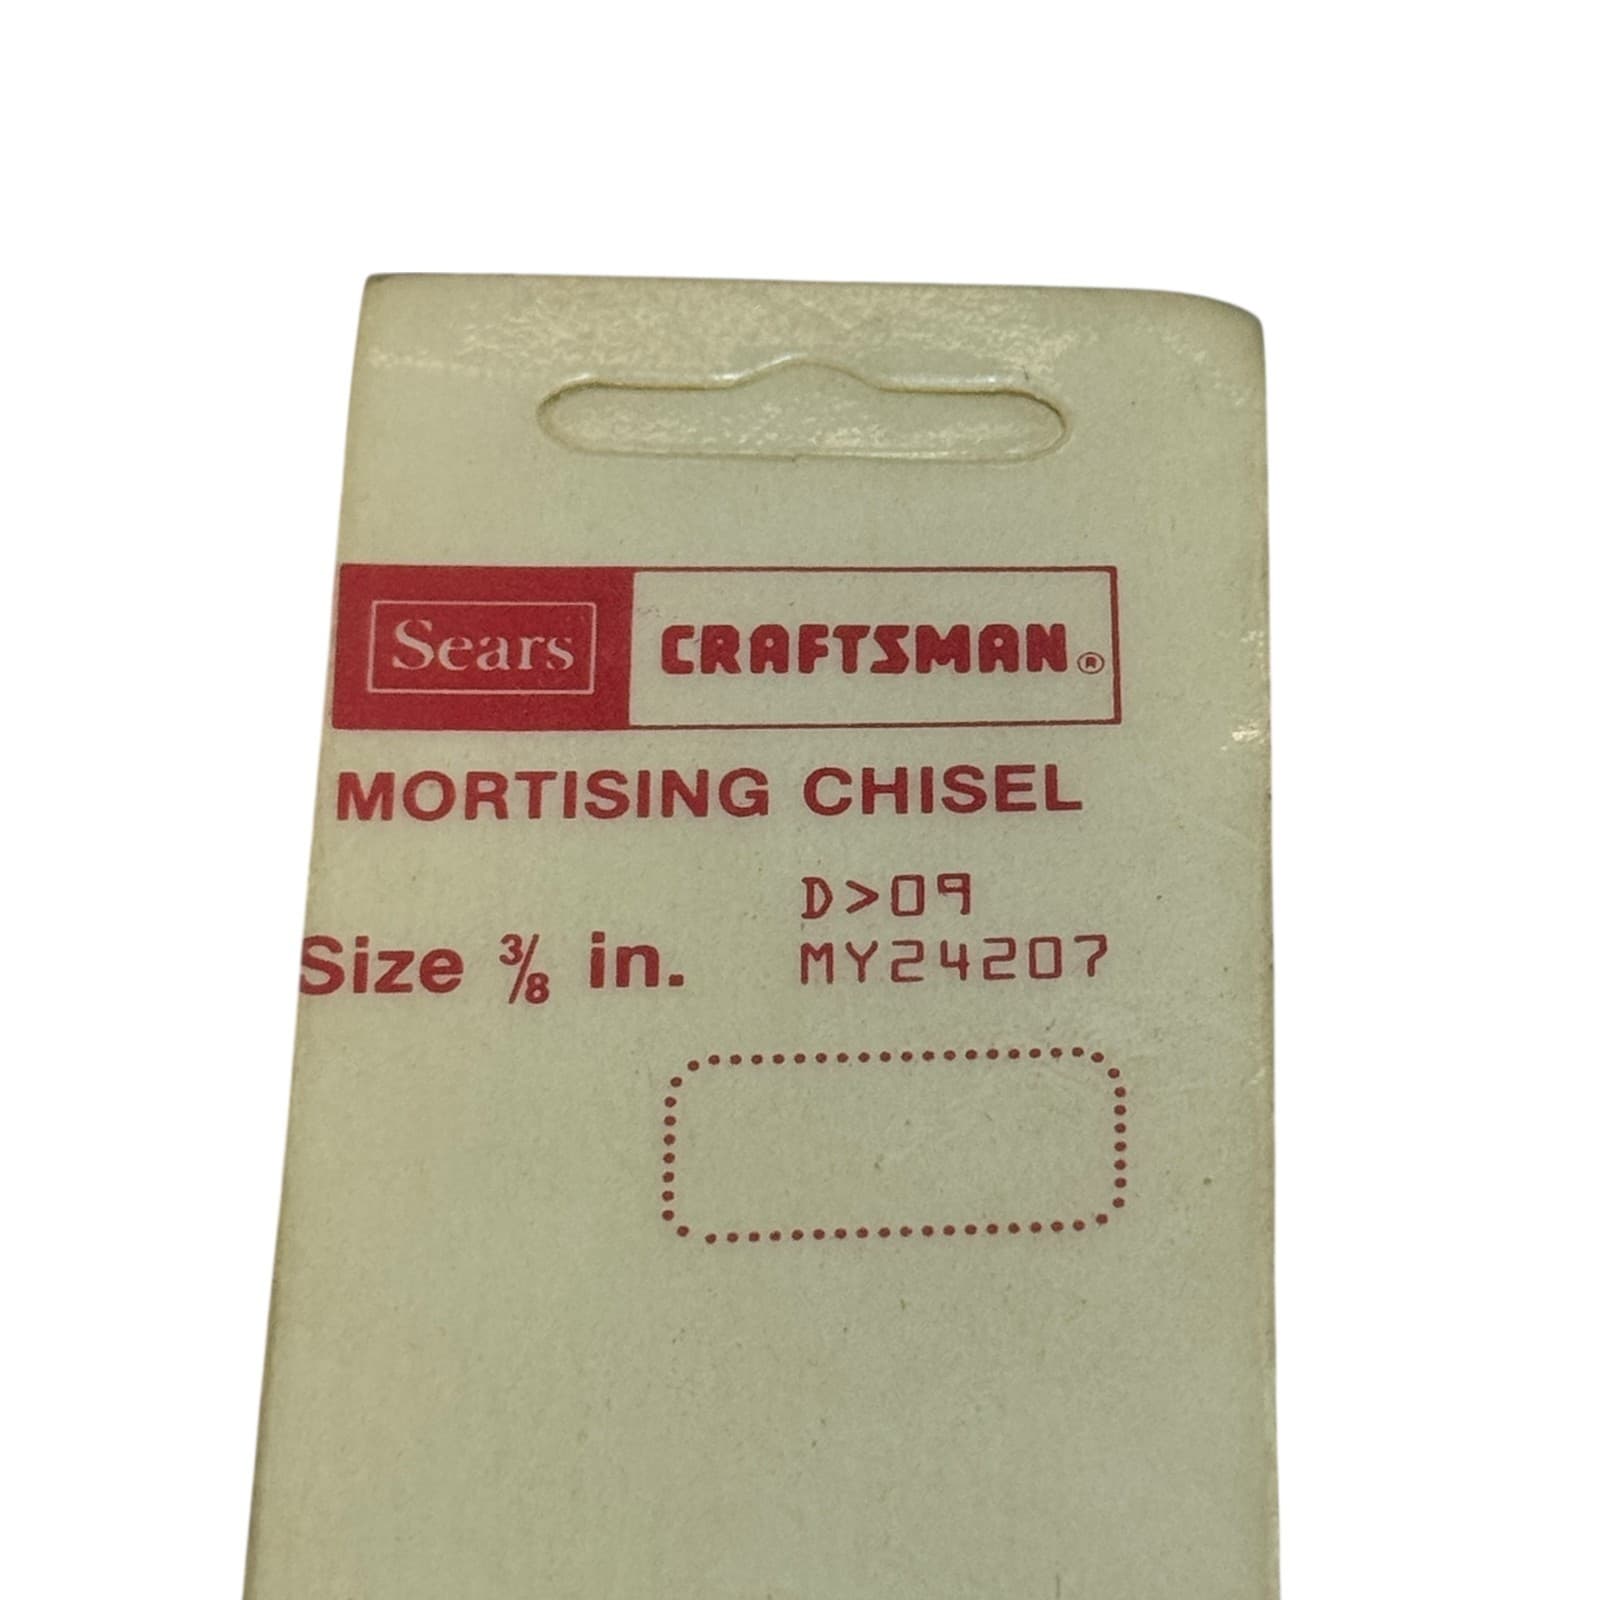 Sears CRAFTSMAN®
MORTISING CHISEL
D>09
Size 3/8 in. MY24207